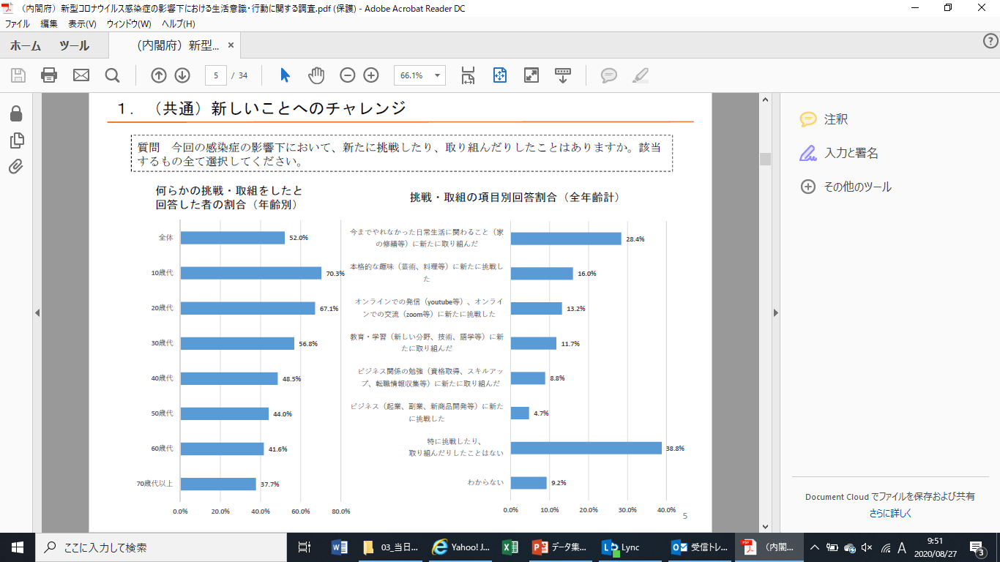 （内閣府）新型コロナウイルス感染症の影響下における生活意識・行動に関する調査.pdf (保護) - Adobe Acrobat Reader DC
ファイル 編集 表示(V) ウィンドウ(W) ヘルプ(H)
ホーム ツール （内閣府）新型... ×
5 / 34 66.1%
１．（共通）新しいことへのチャレンジ
質問　今回の感染症の影響下において、新たに挑戦したり、取り組んだりしたことはありますか。該当
するもの全て選択してください。
何らかの挑戦・取組をしたと
回答した者の割合（年齢別）
全体 52.0%
10歳代 70.3%
20歳代 67.1%
30歳代 56.8%
40歳代 48.5%
50歳代 44.0%
60歳代 41.6%
70歳代以上 37.7%
0.0% 20.0% 40.0% 60.0% 80.0%
挑戦・取組の項目別回答割合（全年齢計）
今までやれなかった日常生活に関わること（家
の修繕等）に新たに取り組んだ
28.4%
本格的な趣味（芸術、料理等）に新たに挑戦し
た
16.0%
オンラインでの発信（youtube等）、オンライ
ンでの交流（zoom等）に新たに挑戦した
13.2%
教育・学習（新しい分野、技術、語学等）に新
たに取り組んだ
11.7%
ビジネス関係の勉強（資格取得、スキルアッ
プ、転職情報収集等）に新たに取り組んだ
8.8%
ビジネス（起業、副業、新商品開発等）に新た
に挑戦した
4.7%
特に挑戦したり、
取り組んだりしたことはない
38.8%
わからない 9.2%
0.0% 10.0% 20.0% 30.0% 40.0%
5
注釈
入力と署名
その他のツール
Document Cloud でファイルを保存および共有
さらに詳しく
ここに入力して検索
03_当日... Yahoo! J... データ集... Lync 受信トレ... （内閣... A 9:51
2020/08/27 3